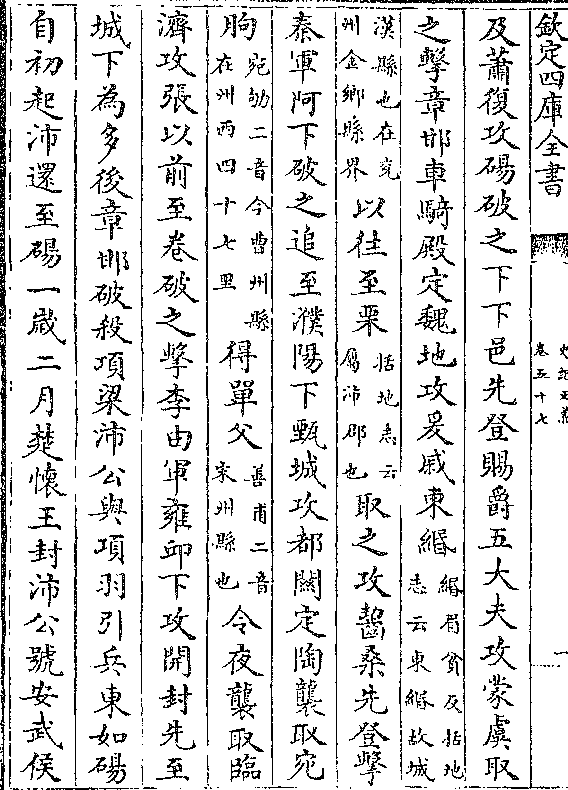 欽定四庫全書
史記正義
卷五十七
一
及蕭復攻碭破之下下邑先登賜爵五大夫攻蒙虞取
之擊章邯車騎殿定魏地攻爰戚東緡緡眉貧反括地志云東緡故城
漢縣也在兖州金鄉縣界以往至栗括地志云屬沛郡也取之攻齧桑先登擊
秦軍阿下破之追至濮陽下甄城攻都關定陶襲取宛
朐宛劬二音今曹州縣在州西四十七里得單父善甫二音宋州縣也令夜襲取臨
濟攻張以前至卷破之擊李由軍雍丘下攻開封先至
城下為多後章邯破殺項梁沛公與項羽引兵東如碭
自初起沛還至碭一歲二月楚懐王封沛公號安武侯